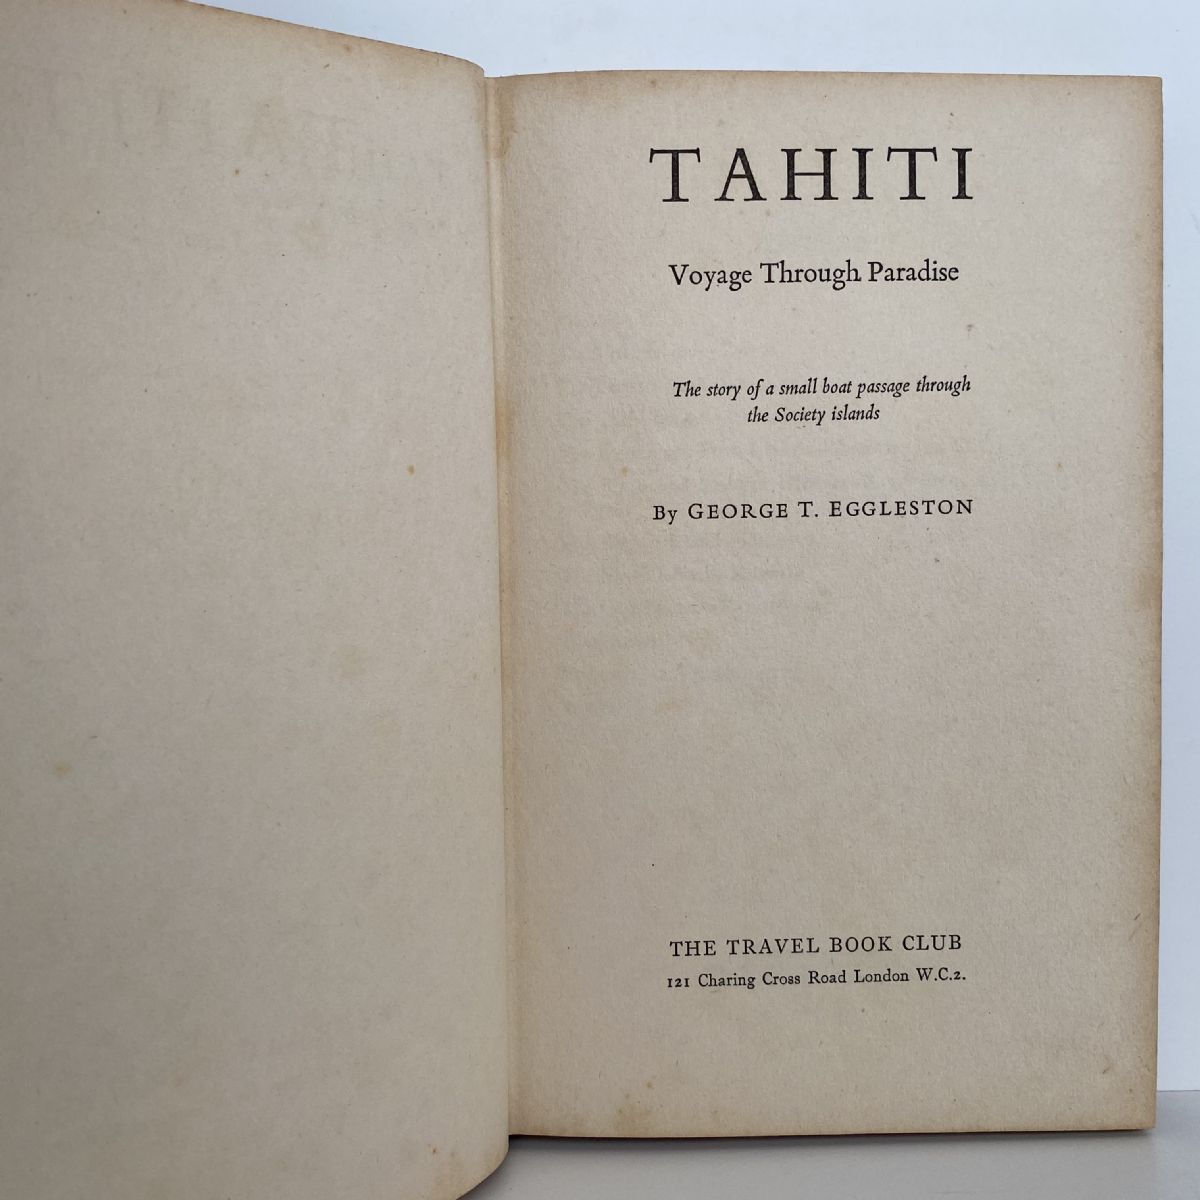 TAHITI
Voyage Through Paradise
The story of a small boat passage through
the Society islands
By GEORGE T. EGGLESTON
THE TRAVEL BOOK CLUB
121 Charing Cross Road London W.C.2.